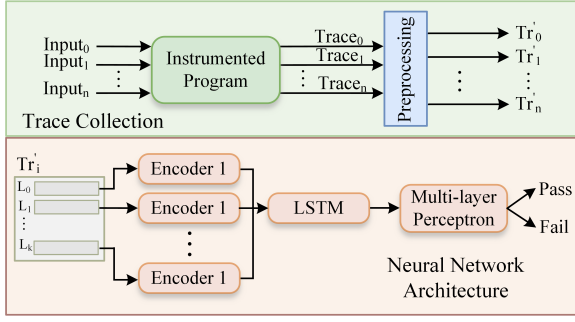 Input0
Input1
⋮
Inputn
Instrumented
Program
Trace0
Trace1
⋮
Tracen
Preprocessing
Tr'0
Tr'1
⋮
Tr'n
Trace Collection
Tr'i
L0
L1
⋮
Lk
Encoder 1
Encoder 1
⋮
Encoder 1
LSTM
Multi-layer
Perceptron
Pass
Fail
Neural Network
Architecture